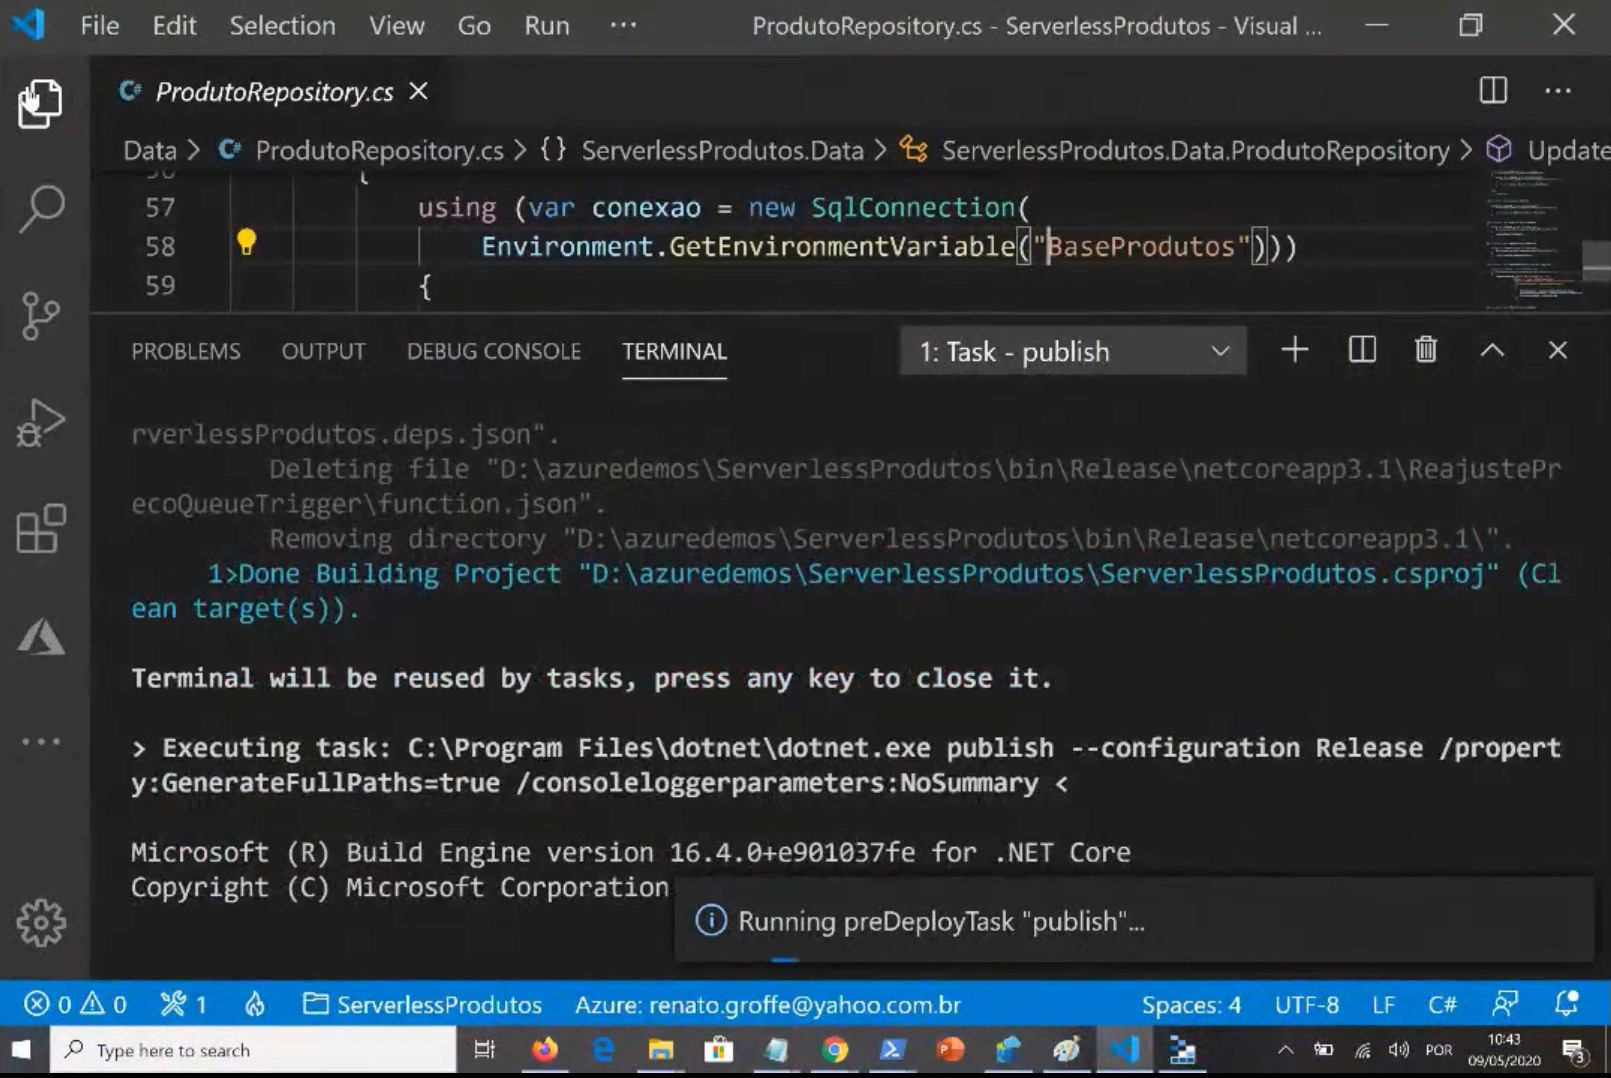 File Edit Selection View Go Run ··· ProdutoRepository.cs - ServerlessProdutos - Visual ...
C# ProdutoRepository.cs
Data > C# ProdutoRepository.cs > {} ServerlessProdutos.Data > ServerlessProdutos.Data.ProdutoRepository > Update
56 {
57 using (var conexao = new SqlConnection(
58 Environment.GetEnvironmentVariable("BaseProdutos")))
59 {
PROBLEMS OUTPUT DEBUG CONSOLE TERMINAL 1: Task - publish
rverlessProdutos.deps.json".
Deleting file "D:\azuredemos\ServerlessProdutos\bin\Release\netcoreapp3.1\ReajustePr
ecoQueueTrigger\function.json".
Removing directory "D:\azuredemos\ServerlessProdutos\bin\Release\netcoreapp3.1\".
1>Done Building Project "D:\azuredemos\ServerlessProdutos\ServerlessProdutos.csproj" (Cl
ean target(s)).
Terminal will be reused by tasks, press any key to close it.
> Executing task: C:\Program Files\dotnet\dotnet.exe publish --configuration Release /propert
y:GenerateFullPaths=true /consoleloggerparameters:NoSummary <
Microsoft (R) Build Engine version 16.4.0+e901037fe for .NET Core
Copyright (C) Microsoft Corporation
Running preDeployTask "publish"...
0 0 1 ServerlessProdutos Azure: renato.groffe@yahoo.com.br Spaces: 4 UTF-8 LF C#
Type here to search POR 10:43
09/05/2020 3